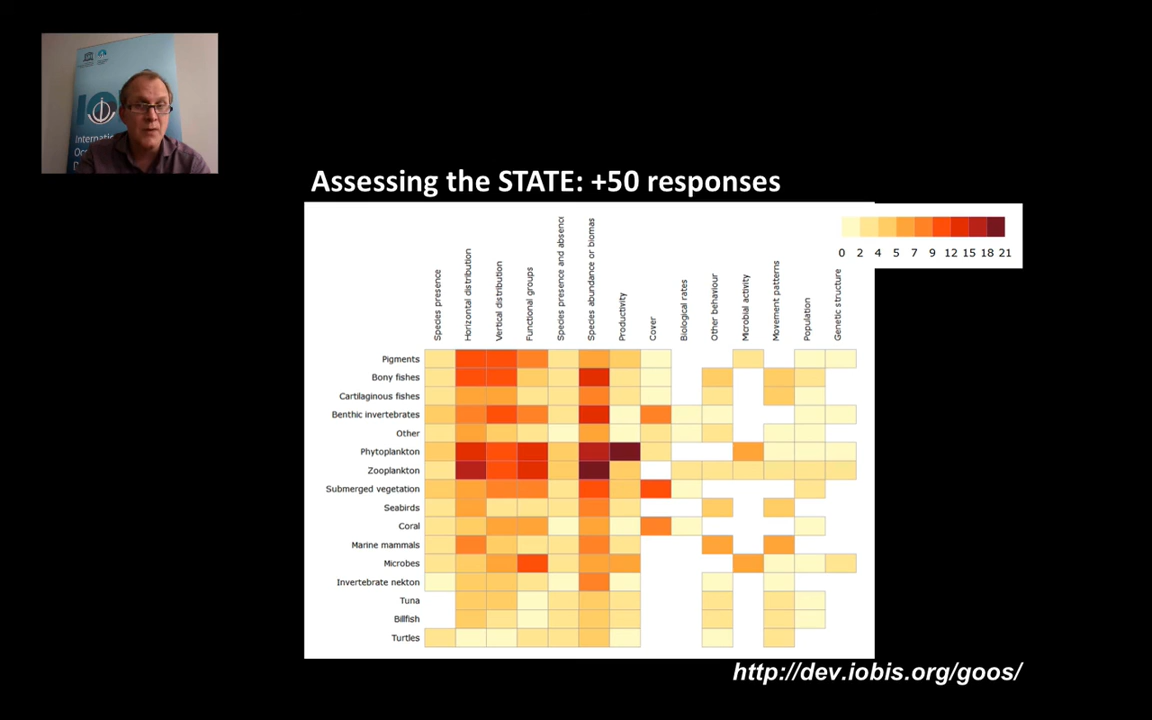 Assessing the STATE: +50 responses
0 2 4 5 7 9 12 15 18 21
Species presence
Horizontal distribution
Vertical distribution
Functional groups
Species presence and absenc
Species abundance or biomas
Productivity
Cover
Biological rates
Other behaviour
Microbial activity
Movement patterns
Population
Genetic structure
Pigments
Bony fishes
Cartilaginous fishes
Benthic invertebrates
Other
Phytoplankton
Zooplankton
Submerged vegetation
Seabirds
Coral
Marine mammals
Microbes
Invertebrate nekton
Tuna
Billfish
Turtles
http://dev.iobis.org/goos/